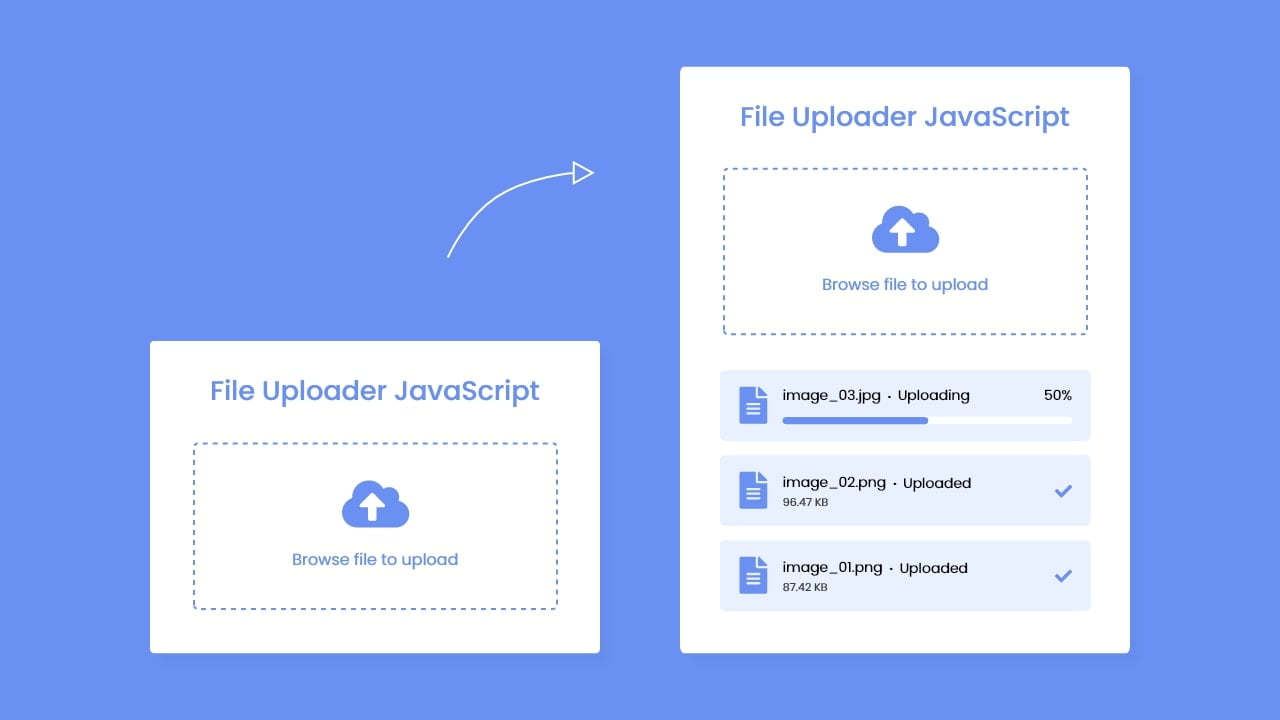 File Uploader JavaScript
Browse file to upload
File Uploader JavaScript
Browse file to upload
image_03.jpg • Uploading 50%
image_02.png • Uploaded
96.47 KB
image_01.png • Uploaded
87.42 KB